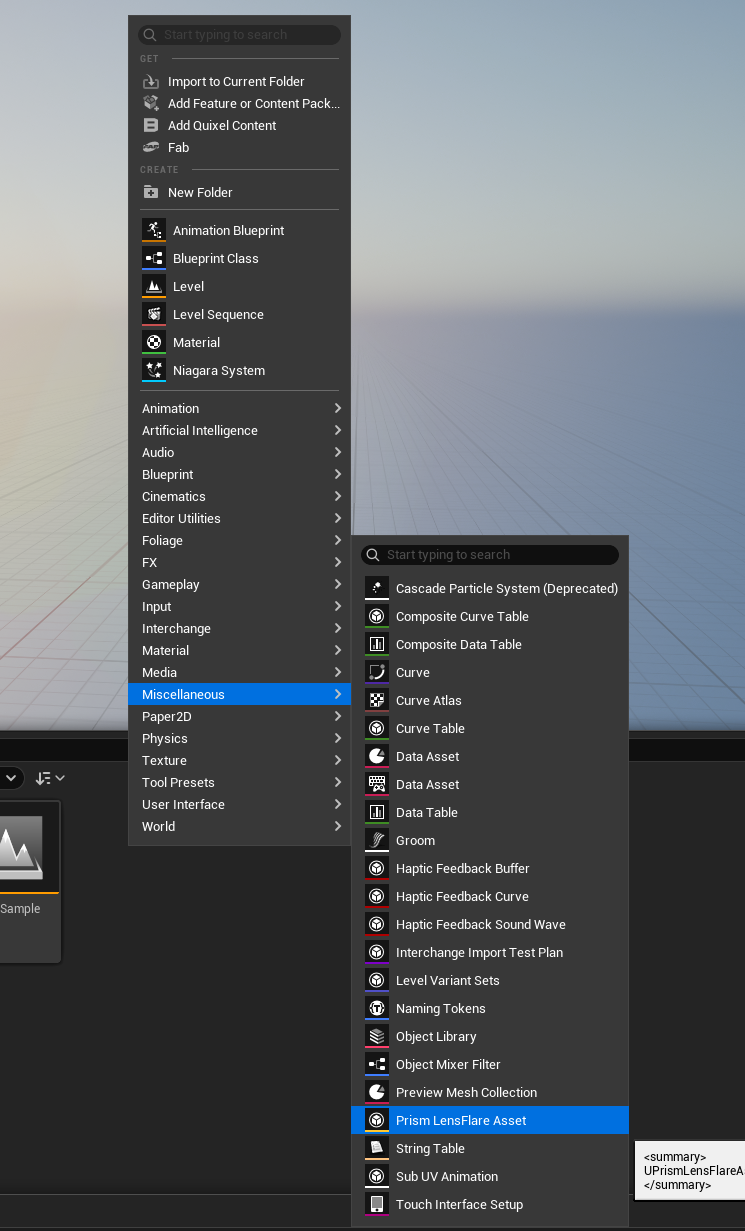 Start typing to search
GET
Import to Current Folder
Add Feature or Content Pack...
Add Quixel Content
Fab
CREATE
New Folder
Animation Blueprint
Blueprint Class
Level
Level Sequence
Material
Niagara System
Animation
Artificial Intelligence
Audio
Blueprint
Cinematics
Editor Utilities
Foliage
FX
Gameplay
Input
Interchange
Material
Media
Miscellaneous
Paper2D
Physics
Texture
Tool Presets
User Interface
World
Start typing to search
Cascade Particle System (Deprecated)
Composite Curve Table
Composite Data Table
Curve
Curve Atlas
Curve Table
Data Asset
Data Asset
Data Table
Groom
Haptic Feedback Buffer
Haptic Feedback Curve
Haptic Feedback Sound Wave
Interchange Import Test Plan
Level Variant Sets
Naming Tokens
Object Library
Object Mixer Filter
Preview Mesh Collection
Prism LensFlare Asset
String Table
Sub UV Animation
Touch Interface Setup
Sample
<summary>
UPrismLensFlareA
</summary>